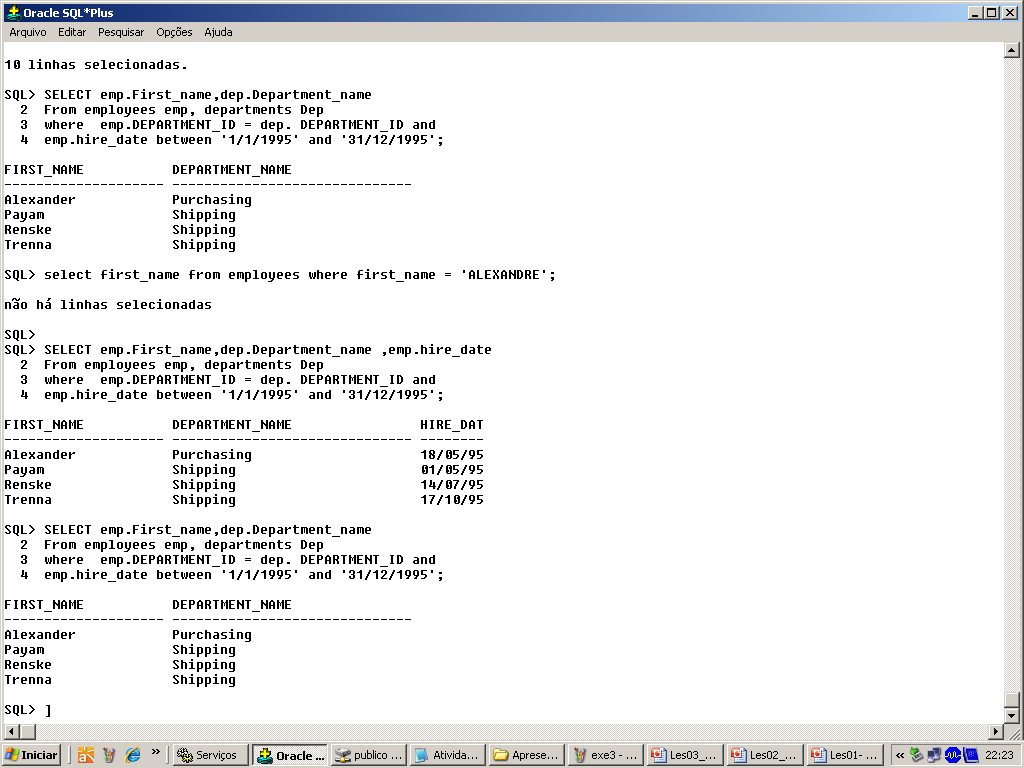 Oracle SQL*Plus
Arquivo Editar Pesquisar Opções Ajuda
10 linhas selecionadas.
SQL> SELECT emp.First_name,dep.Department_name
2 From employees emp, departments Dep
3 where  emp.DEPARTMENT_ID = dep. DEPARTMENT_ID and
4 emp.hire_date between '1/1/1995' and '31/12/1995';
FIRST_NAME DEPARTMENT_NAME
-------------------- ------------------------------
Alexander Purchasing
Payam Shipping
Renske Shipping
Trenna Shipping
SQL> select first_name from employees where first_name = 'ALEXANDRE';
não há linhas selecionadas
SQL>
SQL> SELECT emp.First_name,dep.Department_name ,emp.hire_date
2 From employees emp, departments Dep
3 where  emp.DEPARTMENT_ID = dep. DEPARTMENT_ID and
4 emp.hire_date between '1/1/1995' and '31/12/1995';
FIRST_NAME DEPARTMENT_NAME HIRE_DAT
-------------------- ------------------------------ --------
Alexander Purchasing 18/05/95
Payam Shipping 01/05/95
Renske Shipping 14/07/95
Trenna Shipping 17/10/95
SQL> SELECT emp.First_name,dep.Department_name
2 From employees emp, departments Dep
3 where  emp.DEPARTMENT_ID = dep. DEPARTMENT_ID and
4 emp.hire_date between '1/1/1995' and '31/12/1995';
FIRST_NAME DEPARTMENT_NAME
-------------------- ------------------------------
Alexander Purchasing
Payam Shipping
Renske Shipping
Trenna Shipping
SQL> ]
Iniciar » Serviços Oracle ... publico ... Ativida... Aprese... exe3 - ... Les03_... Les02_... Les01-... « 22:23